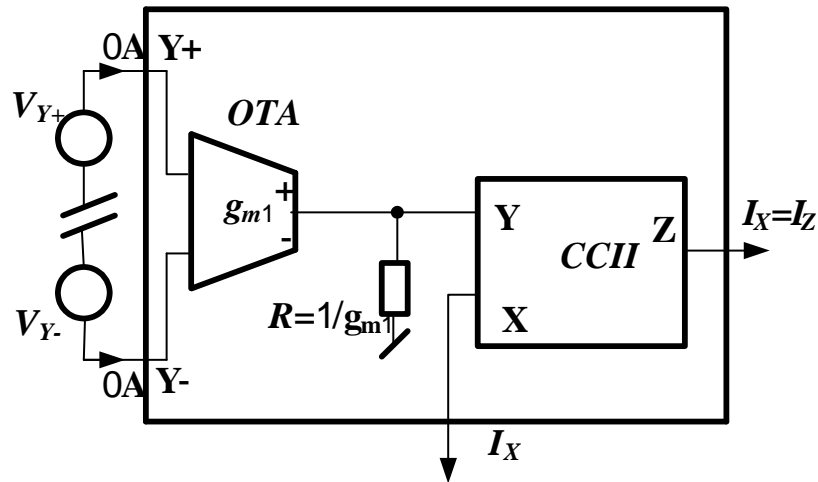 0A Y+
V_{Y+}
OTA
g_{m1}
+
-
Y
Z
I_X=I_Z
CCII
X
R=1/g_{m1}
V_{Y-}
0A Y-
I_X